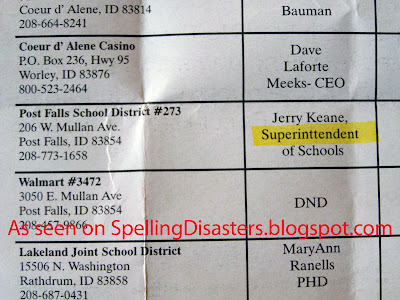 Coeur d' Alene, ID 83814
208-664-8241
Bauman
Coeur d' Alene Casino
P.O. Box 236, Hwy 95
Worley, ID 83876
800-523-2464
Dave
Laforte
Meeks- CEO
Post Falls School District #273
206 W. Mullan Ave.
Post Falls, ID 83854
208-773-1658
Jerry Keane,
Superinttendent
of Schools
Walmart #3472
3050 E. Mullan Ave
Post Falls, ID 83854
208-457-9866
DND
As seen on SpellingDisasters.blogspot.com
Lakeland Joint School District
15506 N. Washington
Rathdrum, ID 83858
208-687-0431
MaryAnn
Ranells
PHD